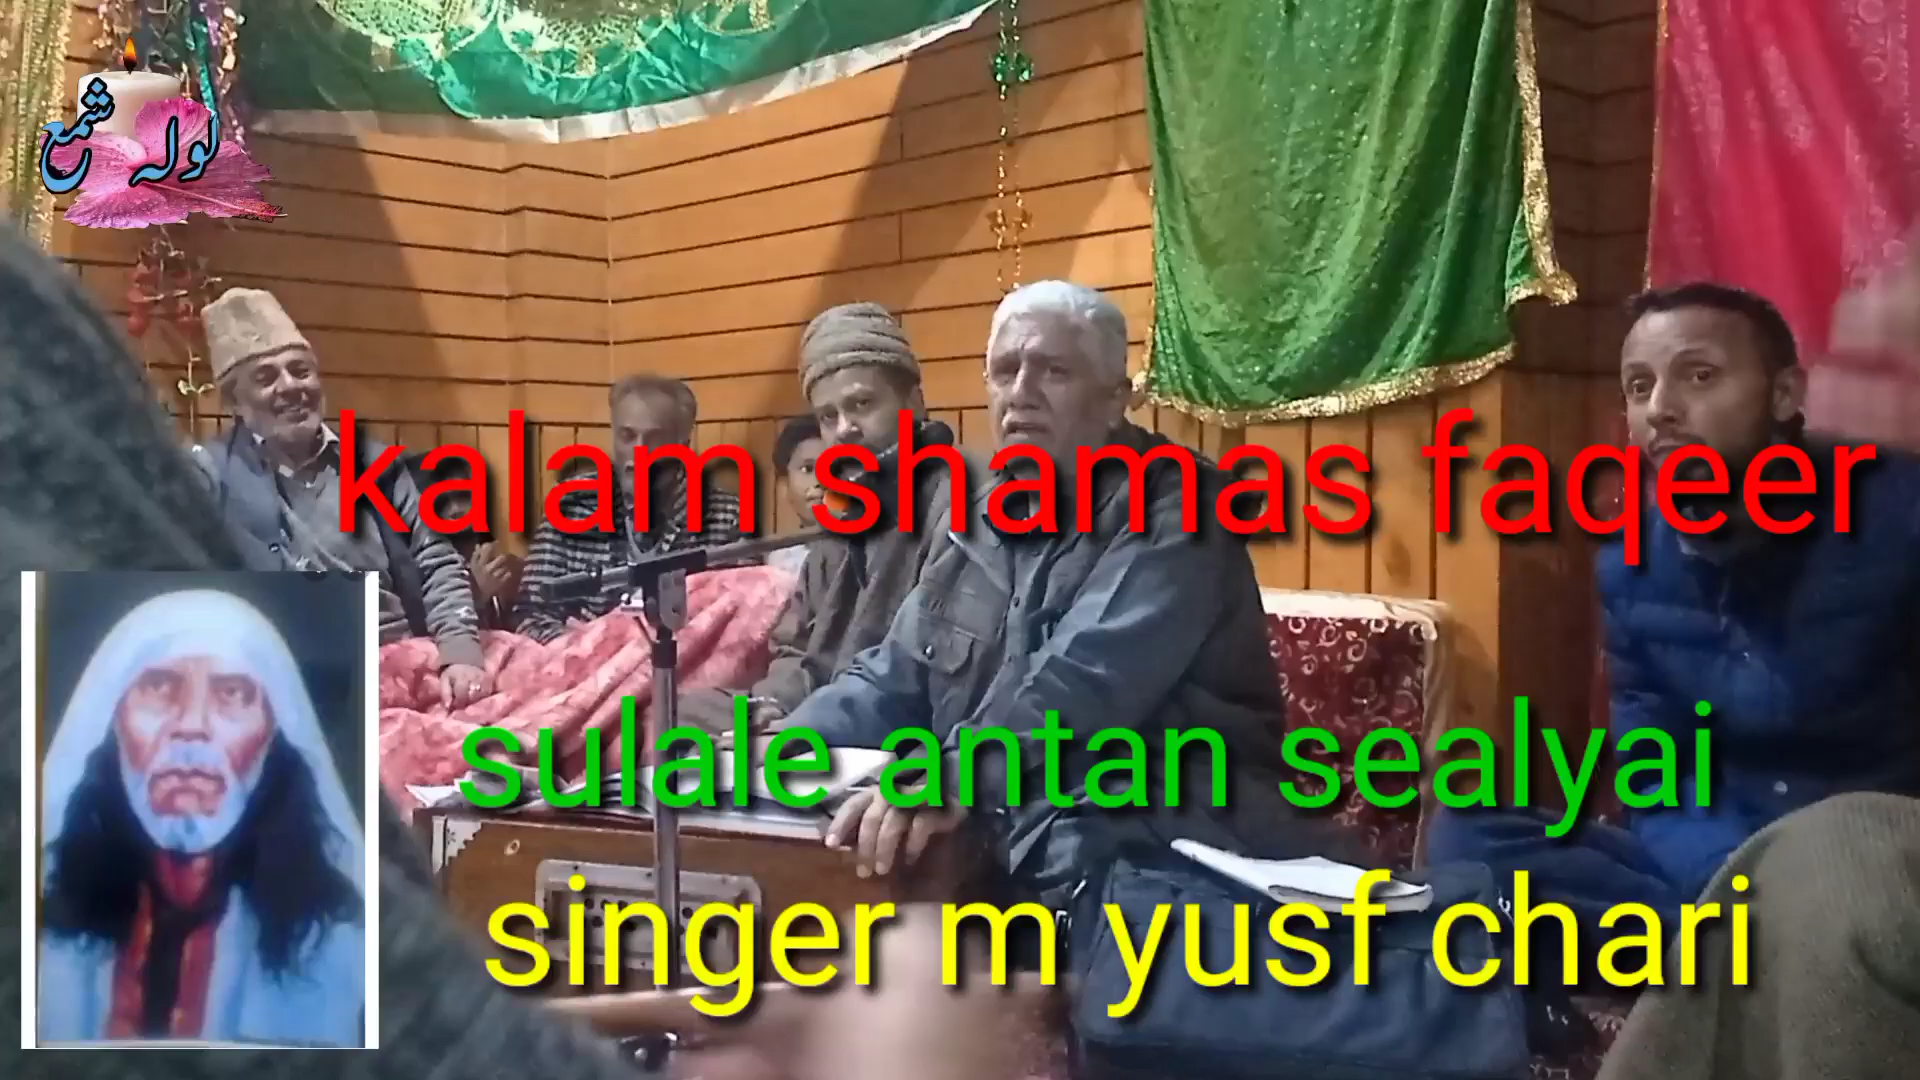 لولہ شمع
kalam shamas faqeer
sulale antan sealyai
singer m yusf chari